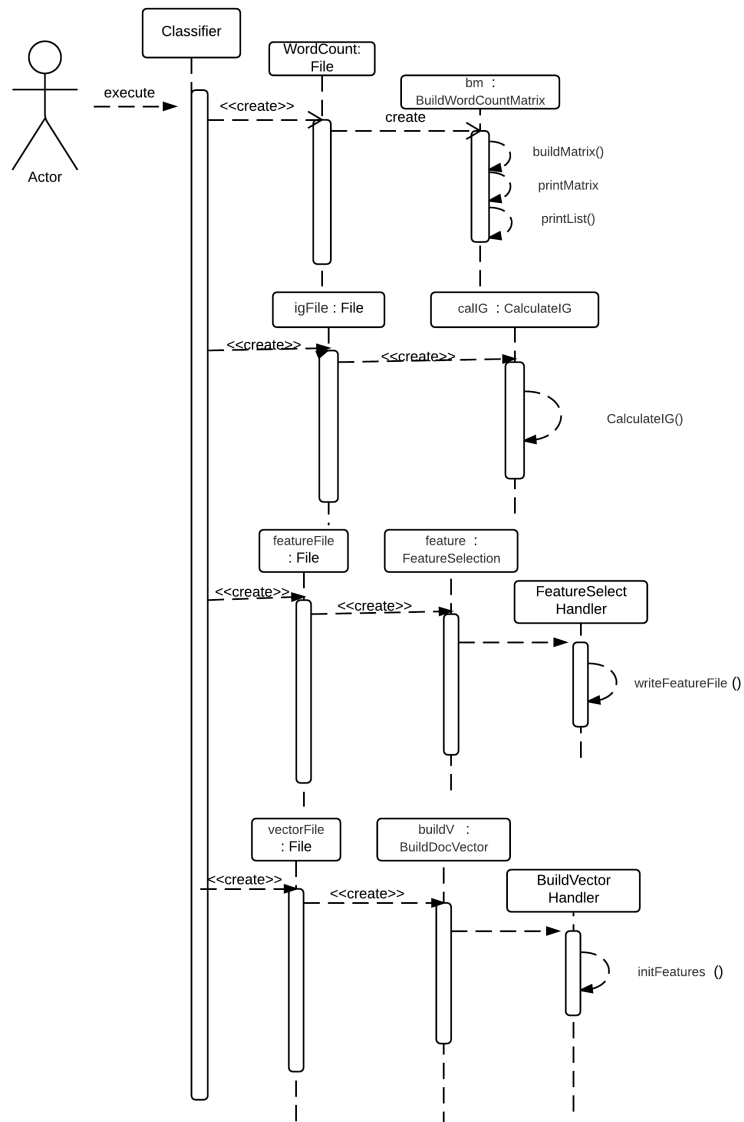 Classifier
WordCount:
File
bm :
BuildWordCountMatrix
execute
<<create>>
create
buildMatrix()
printMatrix
printList()
Actor
igFile : File
calIG : CalculateIG
<<create>>
<<create>>
CalculateIG()
featureFile
: File
feature :
FeatureSelection
<<create>>
<<create>>
FeatureSelect
Handler
writeFeatureFile ()
vectorFile
: File
buildV :
BuildDocVector
<<create>>
<<create>>
BuildVector
Handler
initFeatures ()